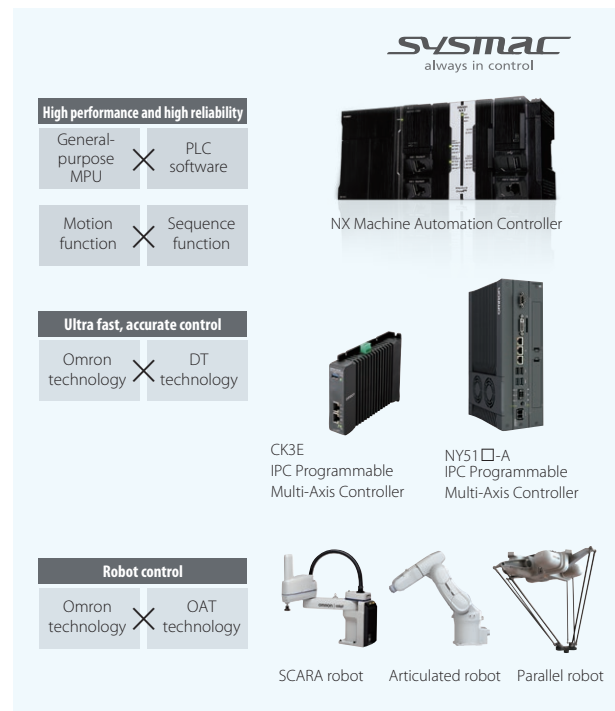 sysmac
always in control
High performance and high reliability
General-
purpose
MPU
×
PLC
software
Motion
function
×
Sequence
function
NX Machine Automation Controller
Ultra fast, accurate control
Omron
technology
×
DT
technology
CK3E
IPC Programmable
Multi-Axis Controller
NY51□-A
IPC Programmable
Multi-Axis Controller
Robot control
Omron
technology
×
OAT
technology
SCARA robot
Articulated robot
Parallel robot